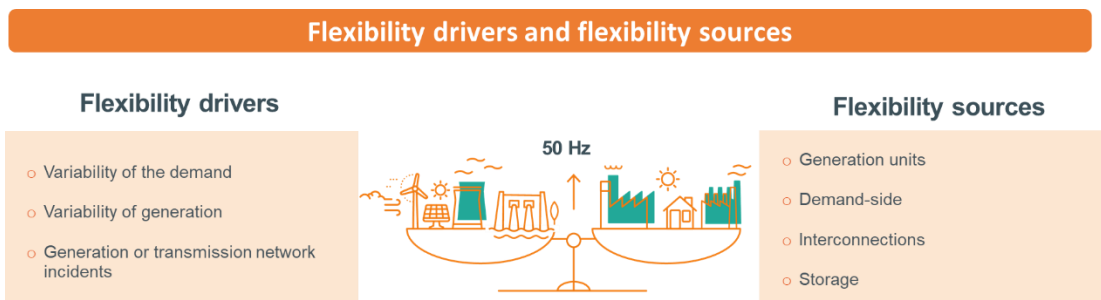 Flexibility drivers and flexibility sources
Flexibility drivers
Variability of the demand
Variability of generation
Generation or transmission network
incidents
50 Hz
Flexibility sources
Generation units
Demand-side
Interconnections
Storage